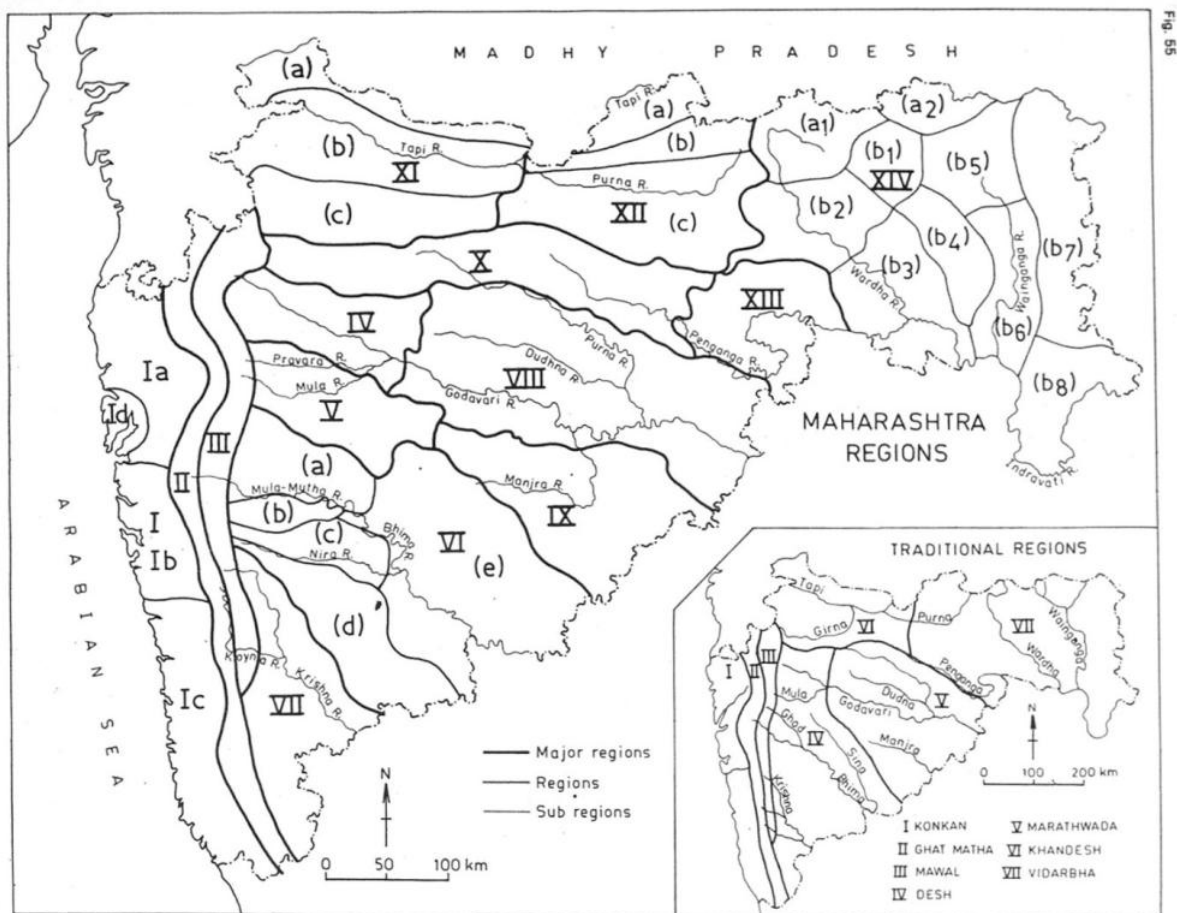 Fig. 55
MADHY PRADESH
(a)
Tapi R.
(a)
(a1)
(a2)
(b)
Tapi R.
XI
(b)
(b1)
XIV
(b5)
Purna R.
XII
(c)
(c)
(b2)
(b4)
(b7)
X
(b3)
Wardha R.
Wainganga R.
XIII
IV
Penganga R.
(b6)
Ia
Pravara R.
Purna R.
Dudhna R.
VIII
(b8)
Mula R.
Godavari R.
V
Id
III
MAHARASHTRA
REGIONS
II
(a)
Mula-Mutha R.
Manjra R.
Indravati R.
(b)
IX
I
(c)
Bhima R.
VI
(e)
Ib
Nira R.
ARABIAN SEA
(d)
Koyna R.
Krishna R.
Ic
VII
Major regions
Regions
Sub regions
N
0 50 100 km
TRADITIONAL REGIONS
Tapi
Girna
VI
Purna
VII
Wainganga
Wardha
I
II
III
Penganga
Mula
Dudna
V
Godavari
Ghod
IV
Sina
Manjra
Bhima
Krishna
N
0 100 200 km
I KONKAN
II GHAT MATHA
III MAWAL
IV DESH
V MARATHWADA
VI KHANDESH
VII VIDARBHA